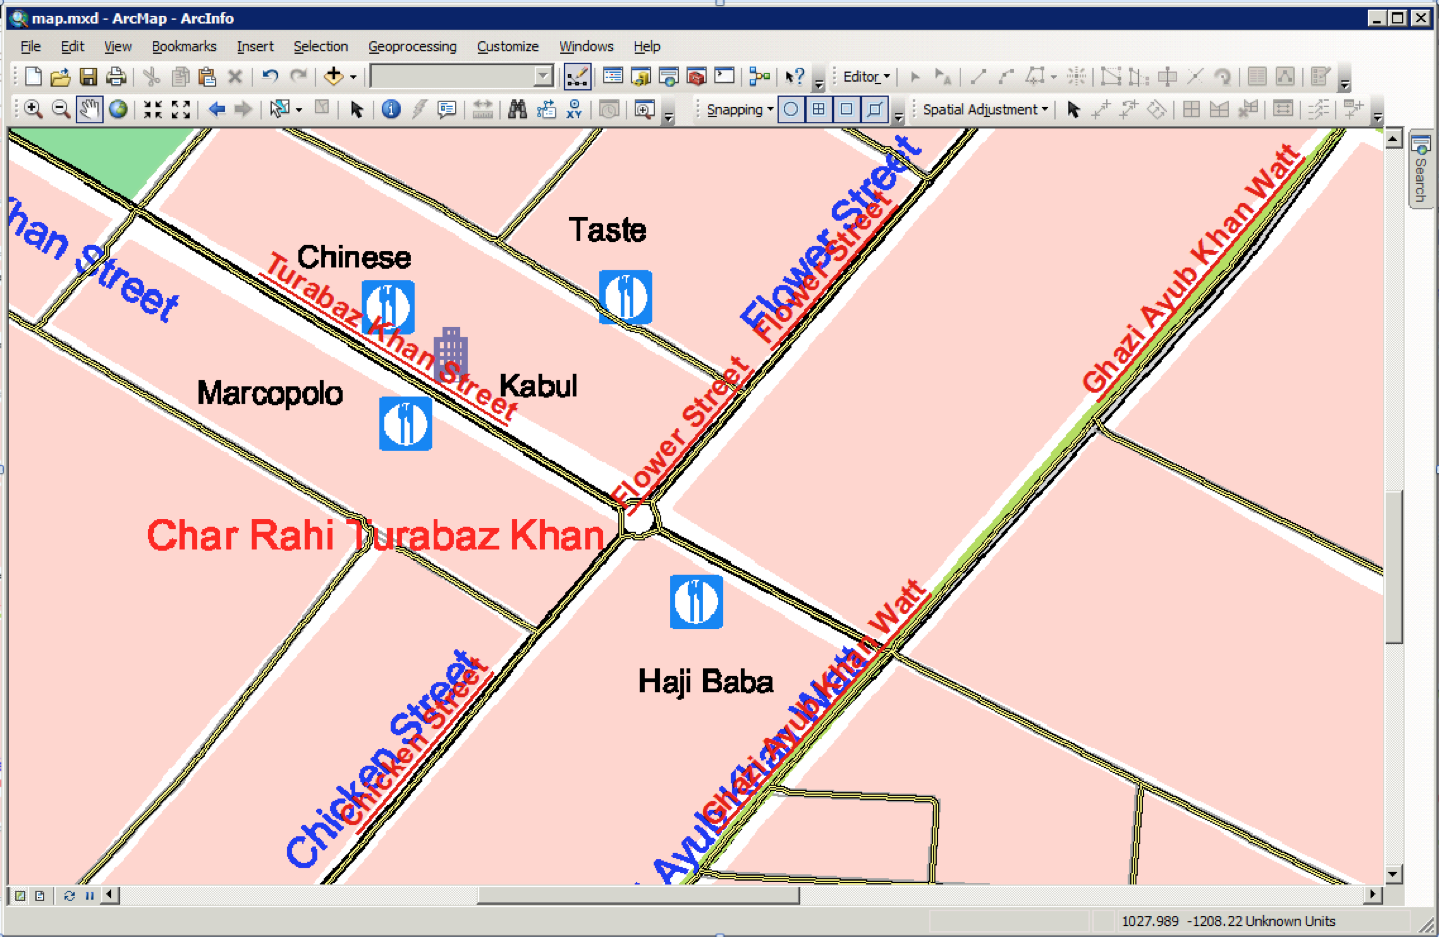 map.mxd - ArcMap - ArcInfo
File Edit View Bookmarks Insert Selection Geoprocessing Customize Windows Help
Editor
Snapping Spatial Adjustment
Search
Flower Street
Flower Street
Ghazi Ayub Khan Watt
Taste
Chinese
Khan Street
Turabaz Khan Street
Kabul
Marcopolo
Flower Street
Char Rahi Turabaz Khan
Haji Baba
Ghazi Ayub Khan Watt
Ayub Khan Watt
Chicken Street
Chicken Street
1027.989 -1208.22 Unknown Units